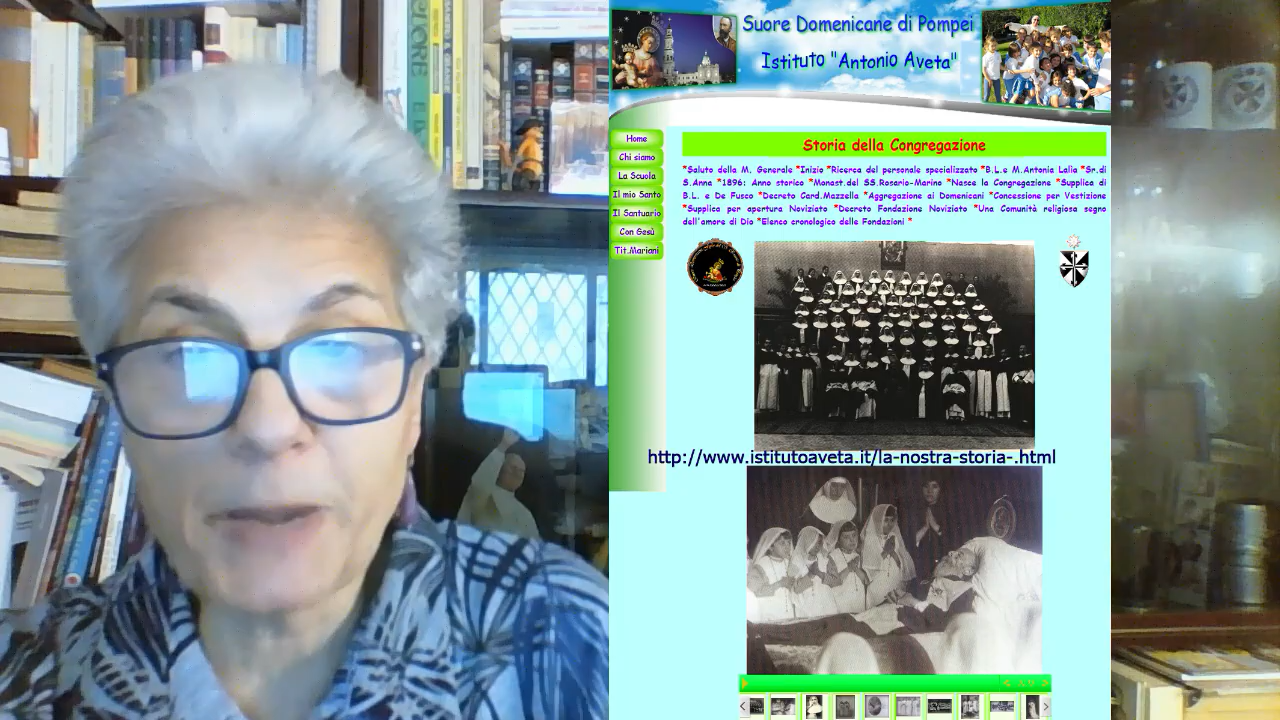 Suore Domenicane di Pompei
Istituto "Antonio Aveta"
Home
Chi siamo
La Scuola
Il mio Santo
Il Santuario
Con Gesù
Tit.Mariani
Storia della Congregazione
*Saluto della M. Generale *Inizio *Ricerca del personale specializzato *B.L.e M.Antonia Lalia *Sr.di
S.Anna *1896: Anno storico *Monast.del SS.Rosario-Marino *Nasce la Congregazione *Supplica di
B.L. e De Fusco *Decreto Card.Mazzella *Aggregazione ai Domenicani *Concessione per Vestizione
*Supplica per apertura Noviziato *Decreto Fondazione Noviziato *Una Comunità religiosa segno
dell'amore di Dio *Elenco cronologico delle Fondazioni *
http://www.istitutoaveta.it/la-nostra-storia-.html